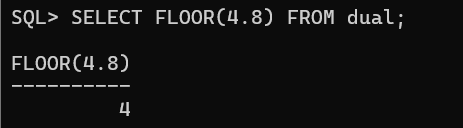 SQL> SELECT FLOOR(4.8) FROM dual;
FLOOR(4.8)
----------
4